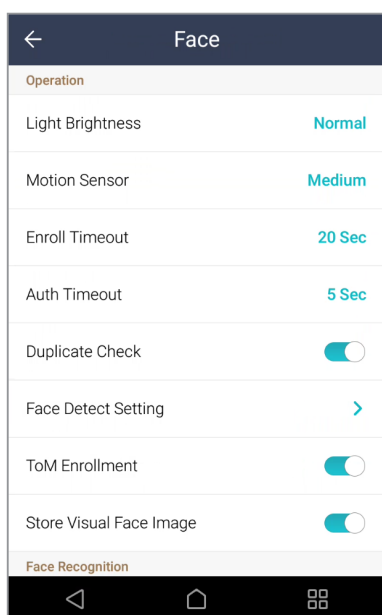 Face
Operation
Light Brightness Normal
Motion Sensor Medium
Enroll Timeout 20 Sec
Auth Timeout 5 Sec
Duplicate Check
Face Detect Setting
ToM Enrollment
Store Visual Face Image
Face Recognition